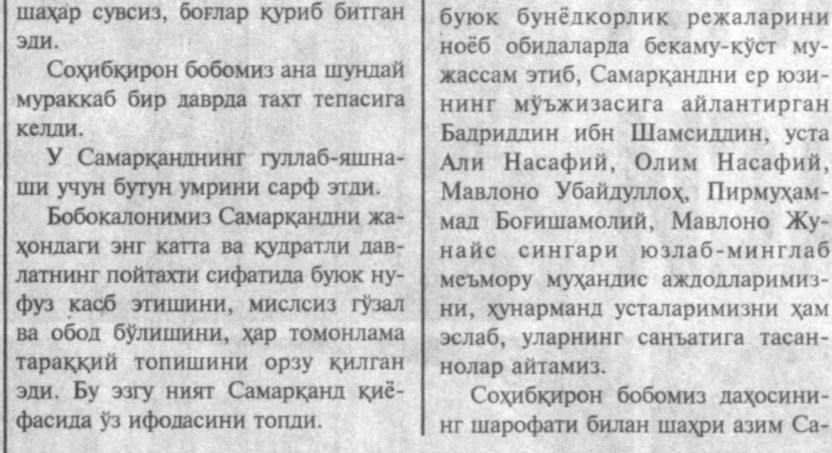 шаҳар сувсиз, боғлар қуриб битган
эди.
Соҳибқирон бобомиз ана шундай
мураккаб бир даврда тахт тепасига
келди.
У Самарқанднинг гуллаб-яшна-
ши учун бутун умрини сарф этди.
Бобокалонимиз Самарқандни жа-
ҳондаги энг катта ва қудратли дав-
латнинг пойтахти сифатида буюк ну-
фуз касб этишини, мислсиз гўзал
ва обод бўлишини, ҳар томонлама
тараққий топишини орзу қилган
эди. Бу эзгу ният Самарқанд қиё-
фасида ўз ифодасини топди.
буюк бунёдкорлик режаларини
ноёб обидаларда бекаму-кўст му-
жассам этиб, Самарқандни ер юзи-
нинг мўъжизасига айлантирган
Бадриддин ибн Шамсиддин, уста
Али Насафий, Олим Насафий,
Мавлоно Убайдуллоҳ, Пирмуҳам-
мад Боғишамолий, Мавлоно Жу-
найс сингари юзлаб-минглаб
меъмору муҳандис аждодларимиз-
ни, ҳунарманд усталаримизни ҳам
эслаб, уларнинг санъатига тасан-
нолар айтамиз.
Соҳибқирон бобомиз даҳосини-
нг шарофати билан шаҳри азим Са-